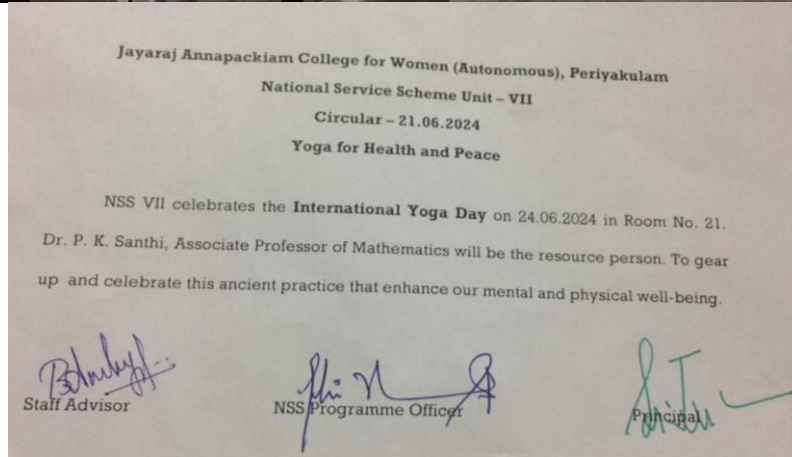 Jayaraj Annapackiam College for Women (Autonomous), Periyakulam
National Service Scheme Unit – VII
Circular – 21.06.2024
Yoga for Health and Peace
NSS VII celebrates the International Yoga Day on 24.06.2024 in Room No. 21.
Dr. P. K. Santhi, Associate Professor of Mathematics will be the resource person. To gear
up and celebrate this ancient practice that enhance our mental and physical well-being.
Staff Advisor
NSS Programme Officer
Principal